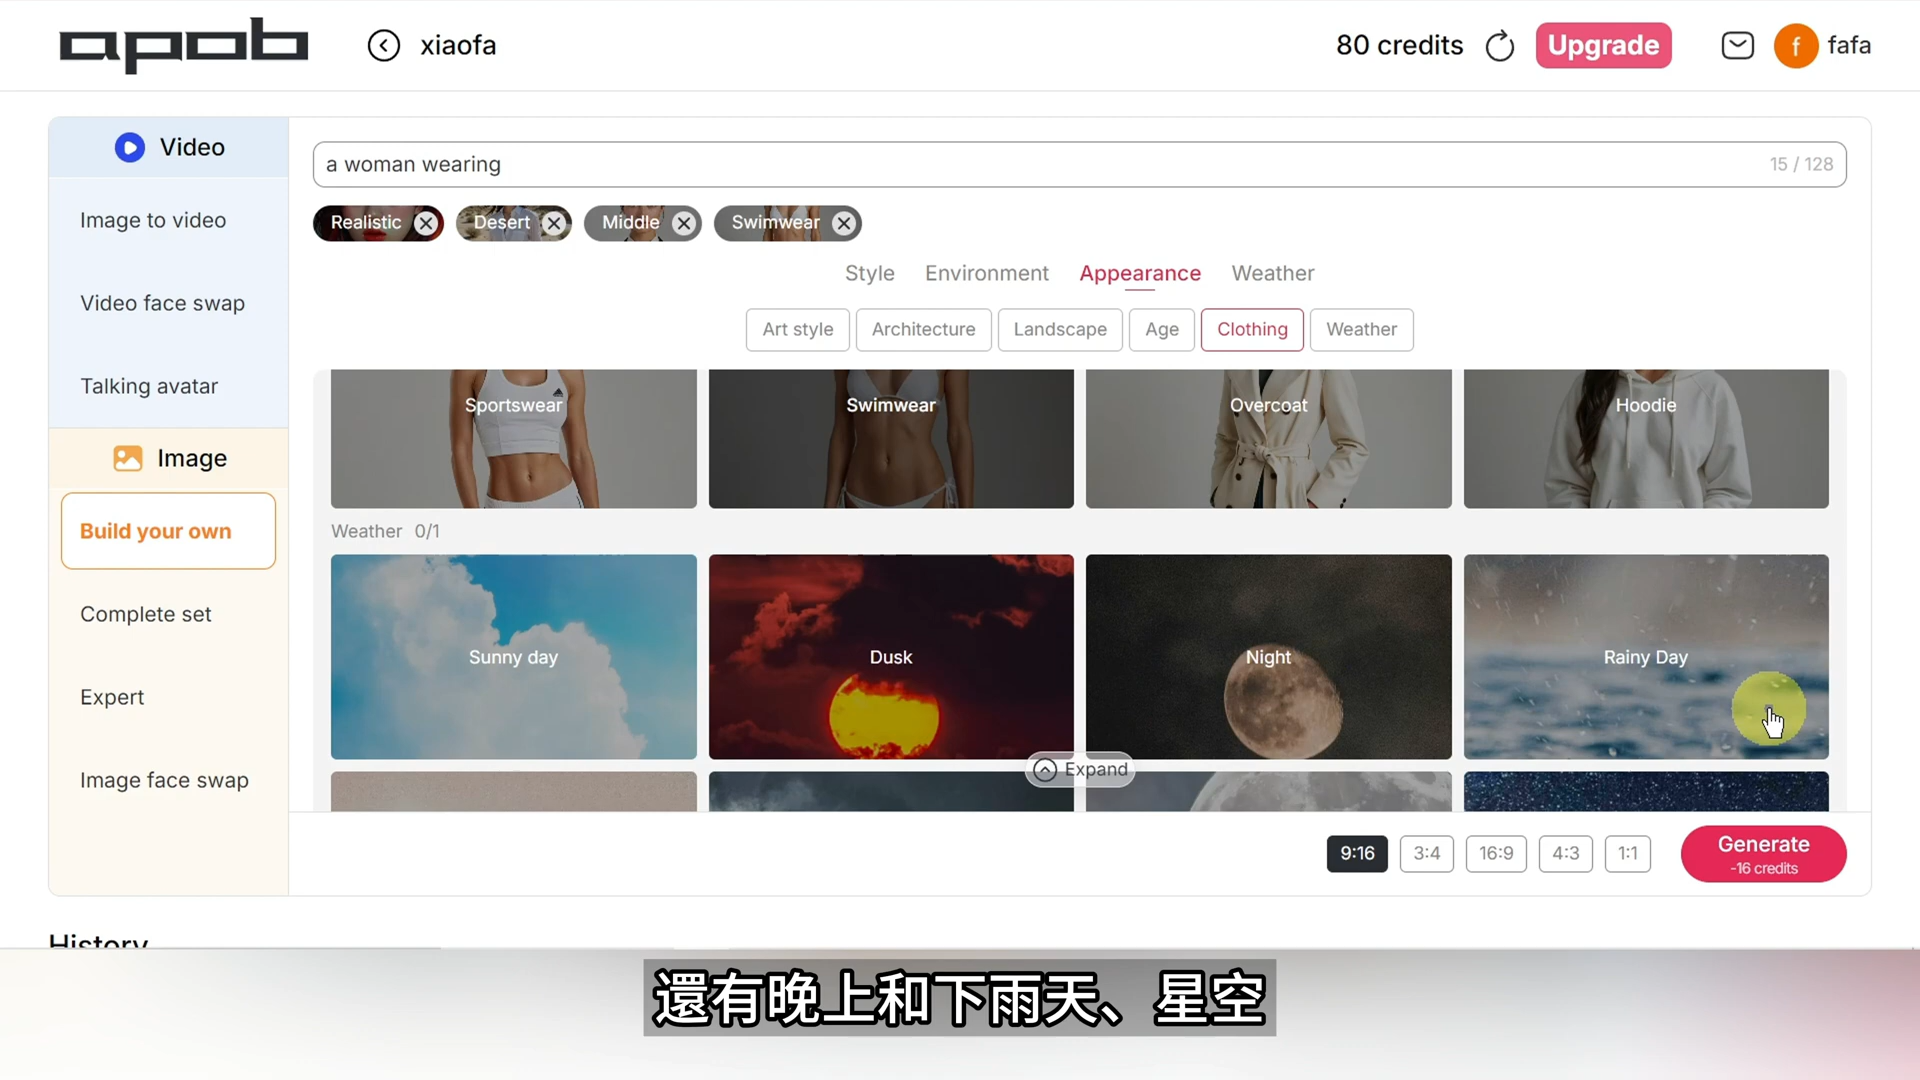 apob
xiaofa
80 credits
Upgrade
f
fafa
Video
Image to video
Video face swap
Talking avatar
Image
Build your own
Complete set
Expert
Image face swap
a woman wearing
15 / 128
Realistic
Desert
Middle
Swimwear
Style
Environment
Appearance
Weather
Art style
Architecture
Landscape
Age
Clothing
Weather
Sportswear
Swimwear
Overcoat
Hoodie
Weather 0/1
Sunny day
Dusk
Night
Rainy Day
Expand
9:16
3:4
16:9
4:3
1:1
Generate
-16 credits
History
還有晚上和下雨天、星空